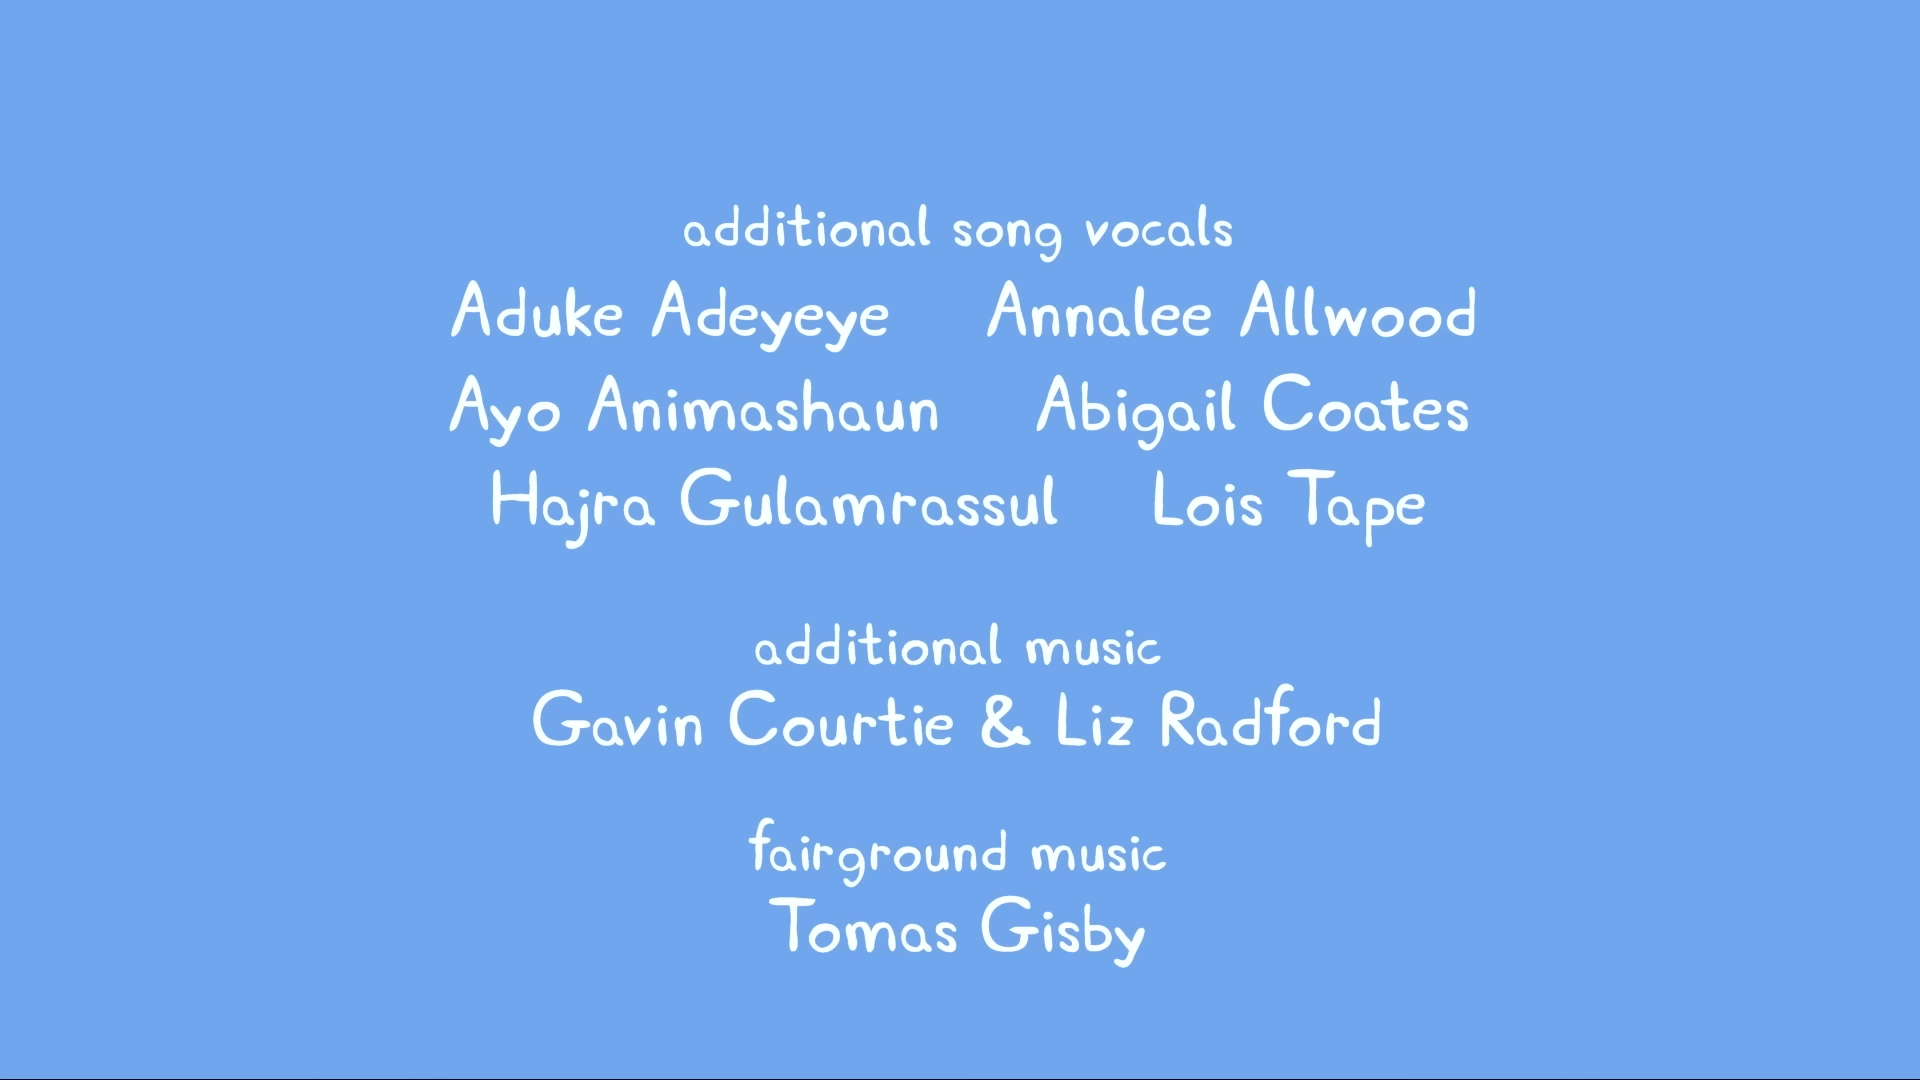 additional song vocals
Aduke Adeyeye Annalee Allwood
Ayo Animashaun Abigail Coates
Hajra Gulamrassul Lois Tape
additional music
Gavin Courtie & Liz Radford
fairground music
Tomas Gisby